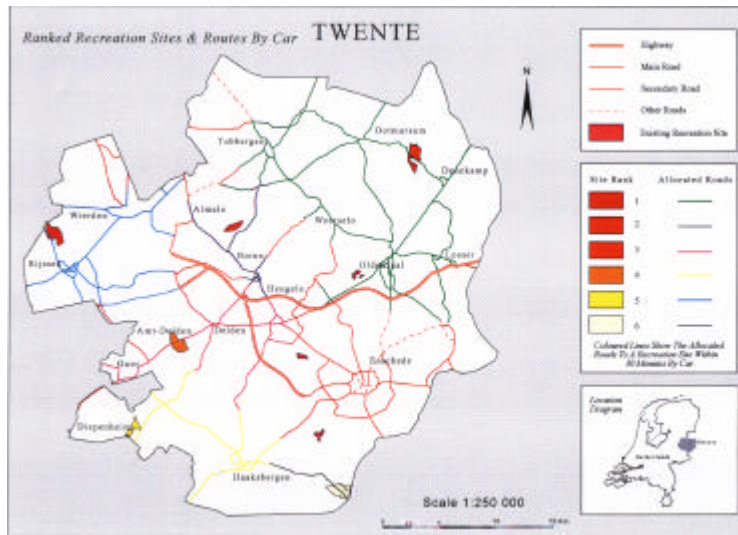 Ranked Recreation Sites & Routes By Car TWENTE
N
Highway
Main Road
Secondary Road
Other Roads
Existing Recreation Site
Ootmarsum
Tubbergen
Denekamp
Site Rank Allocated Roads
1
2
3
4
5
6
Wierden
Almelo
Weerselo
Rijssen
Borne
Oldenzaal
Losser
Hengelo
Amt-Delden
Delden
Enschede
Goor
Diepenheim
Haaksbergen
Coloured Lines Show The Allocated
Roads To A Recreation Site Within
Minutes By Car
Location
Diagram
Scale 1:250 000